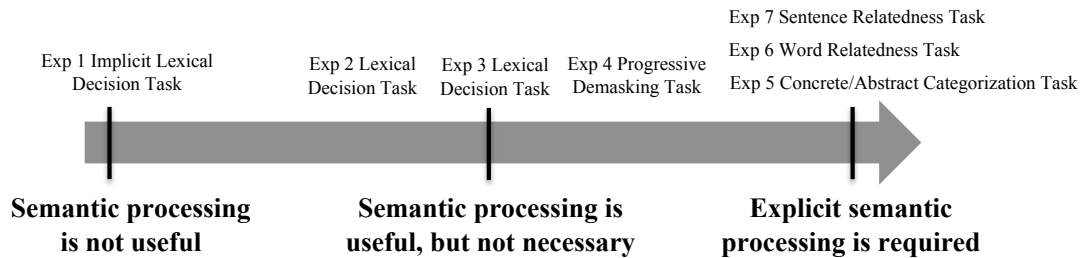 Exp 7 Sentence Relatedness Task
Exp 6 Word Relatedness Task
Exp 5 Concrete/Abstract Categorization Task
Exp 1 Implicit Lexical
Decision Task
Exp 2 Lexical
Decision Task
Exp 3 Lexical
Decision Task
Exp 4 Progressive
Demasking Task
Semantic processing
is not useful
Semantic processing is
useful, but not necessary
Explicit semantic
processing is required